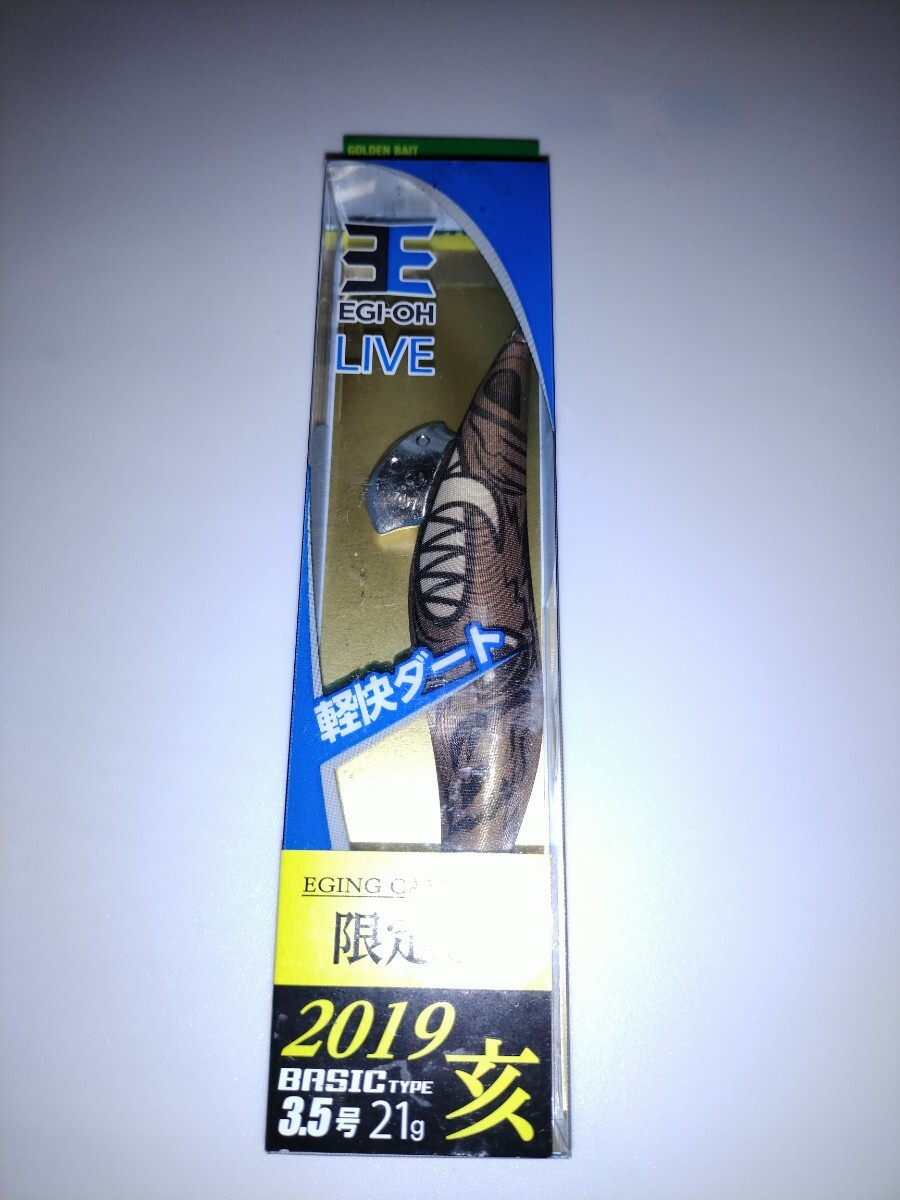 GOLDEN BAIT
王
EGI-OH
LIVE
軽快ダート
EGING
限定
2019
亥
BASIC TYPE
3.5号 21g